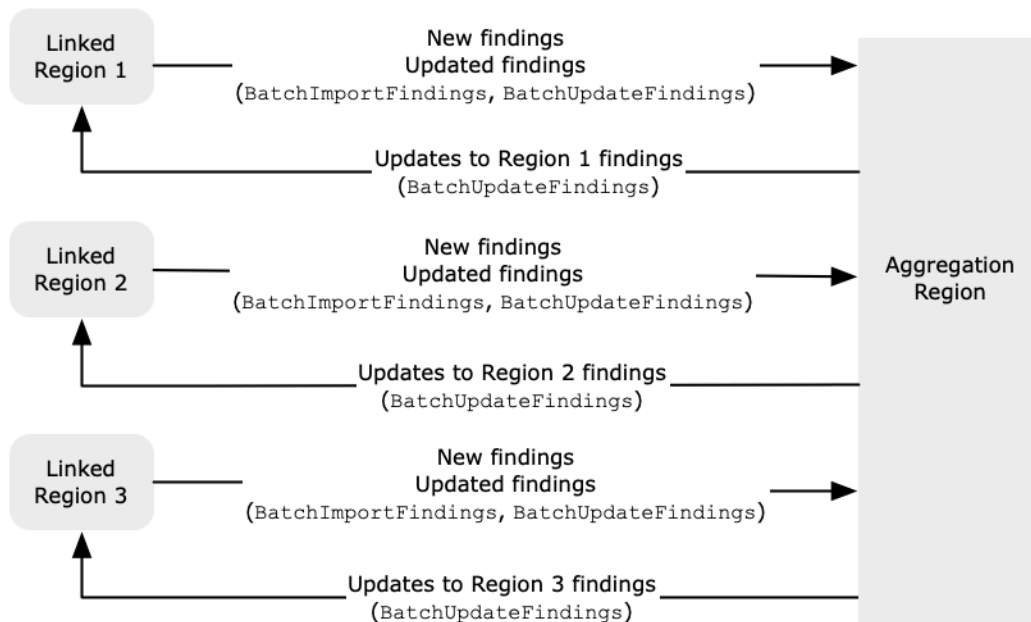 Linked
Region 1
New findings
Updated findings
(BatchImportFindings, BatchUpdateFindings)
Updates to Region 1 findings
(BatchUpdateFindings)
Linked
Region 2
New findings
Updated findings
(BatchImportFindings, BatchUpdateFindings)
Updates to Region 2 findings
(BatchUpdateFindings)
Linked
Region 3
New findings
Updated findings
(BatchImportFindings, BatchUpdateFindings)
Updates to Region 3 findings
(BatchUpdateFindings)
Aggregation
Region